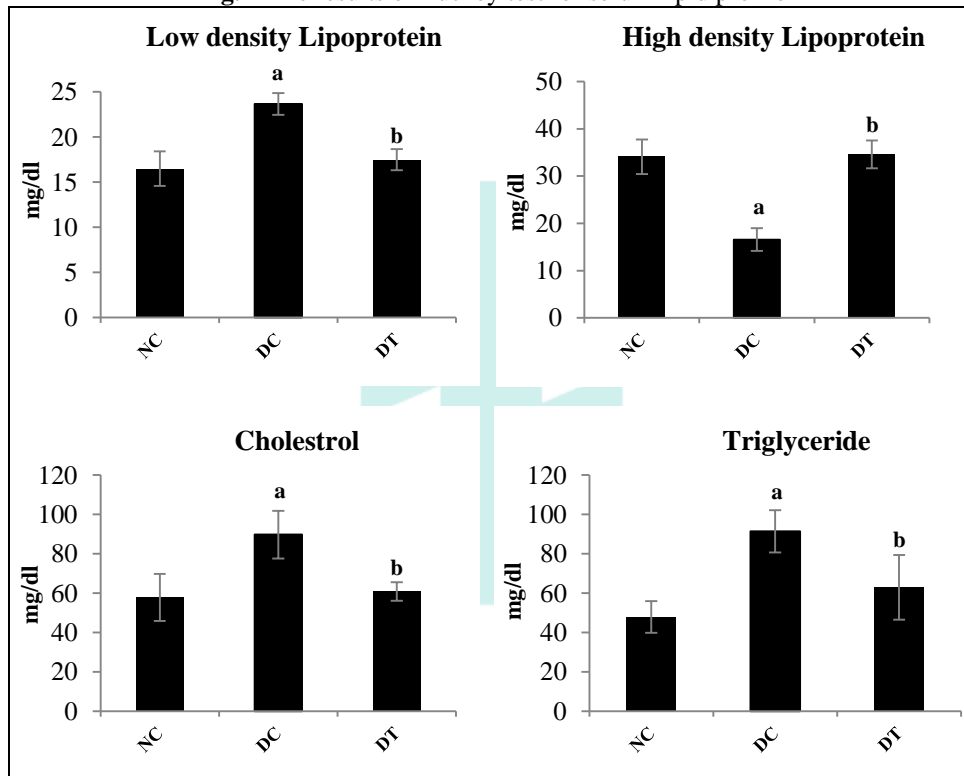 Low density Lipoprotein
25
20
15
10
5
0
mg/dl
a
b
NC
DC
DT
High density Lipoprotein
50
40
30
20
10
0
mg/dl
a
b
NC
DC
DT
Cholestrol
120
100
80
60
40
20
0
mg/dl
a
b
NC
DC
DT
Triglyceride
120
100
80
60
40
20
0
mg/dl
a
b
NC
DC
DT